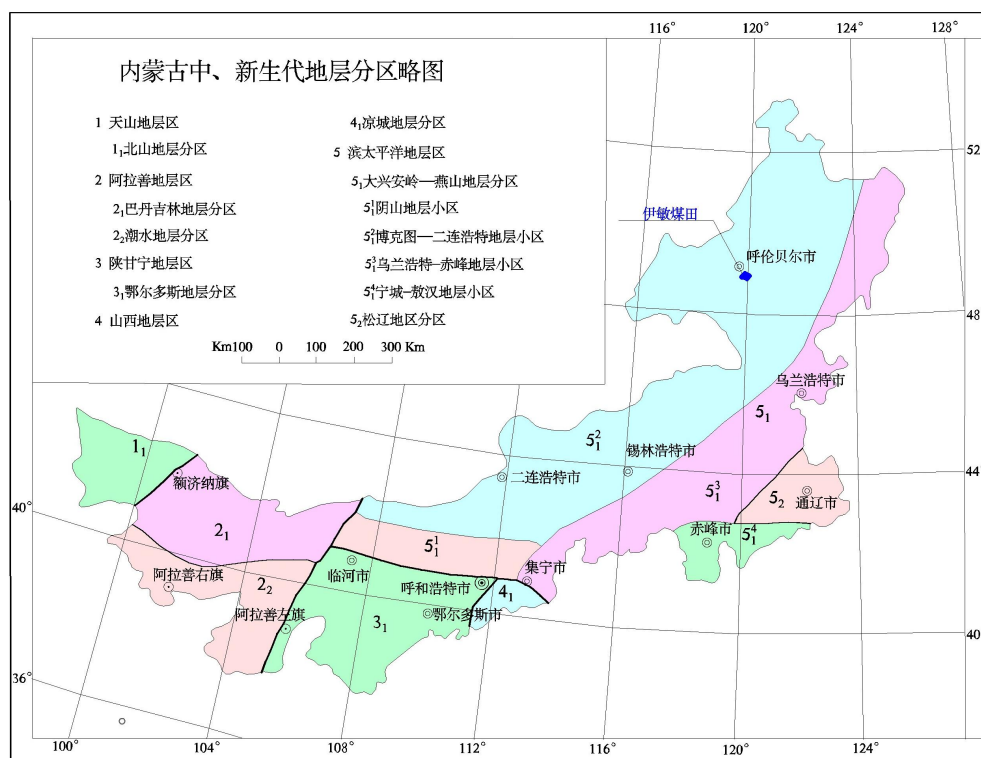 116°
120°
124°
128°
内蒙古中、新生代地层分区略图
1 天山地层区
1₁北山地层分区
2 阿拉善地层区
2₁巴丹吉林地层分区
2₂潮水地层分区
3 陕甘宁地层区
3₁鄂尔多斯地层分区
4 山西地层区
4₁凉城地层分区
5 滨太平洋地层区
5₁大兴安岭—燕山地层分区
5₁¹阴山地层小区
5₁²博克图—二连浩特地层小区
5₁³乌兰浩特-赤峰地层小区
5₁⁴宁城-敖汉地层小区
5₂松辽地区分区
Km100 0 100 200 300 Km
52
伊敏煤田
呼伦贝尔市
48
乌兰浩特市
5₁
1₁
5₁²
锡林浩特市
44
额济纳旗
二连浩特市
5₁³
5₂
通辽市
40°
2₁
赤峰市
5₁⁴
5₁¹
阿拉善右旗
2₂
临河市
呼和浩特市
集宁市
4₁
阿拉善左旗
3₁
鄂尔多斯市
40
36°
100°
104°
108°
112°
116°
120°
124°